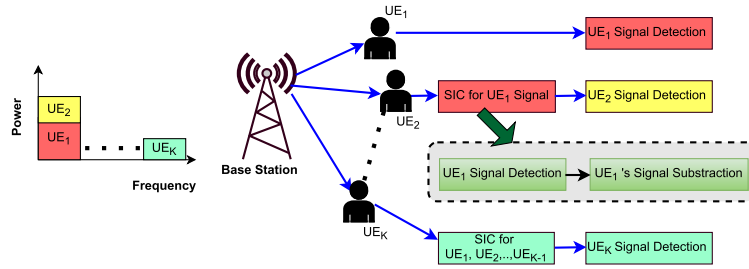 UE1
UE1 Signal Detection
UE2
SIC for UE1 Signal
UE2 Signal Detection
UE2
UE1
UEK
Power
Frequency
Base Station
UE1 Signal Detection
UE1 's Signal Substraction
UEK
SIC for
UE1, UE2,..,UEK-1
UEK Signal Detection